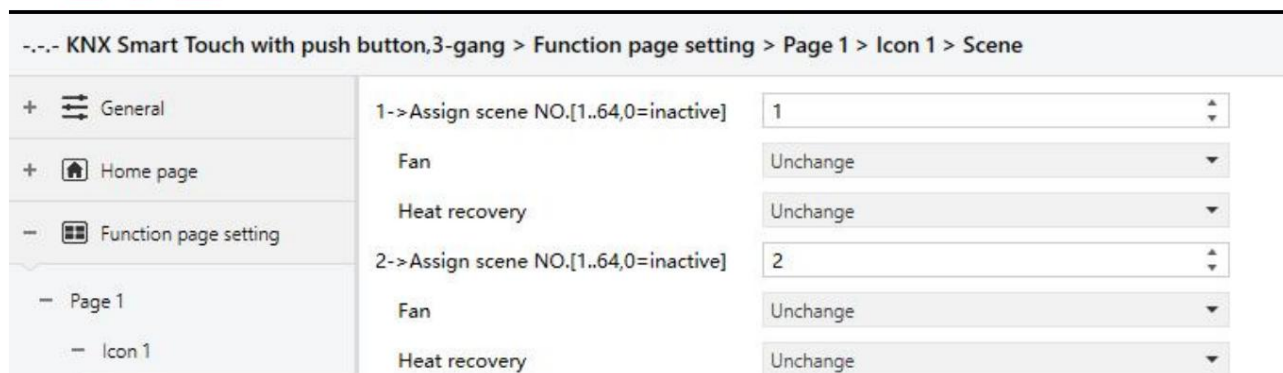 -.-.- KNX Smart Touch with push button,3-gang > Function page setting > Page 1 > Icon 1 > Scene
+ General
+ Home page
- Function page setting
- Page 1
- Icon 1
1->Assign scene NO.[1..64,0=inactive] 1
Fan Unchange
Heat recovery Unchange
2->Assign scene NO.[1..64,0=inactive] 2
Fan Unchange
Heat recovery Unchange